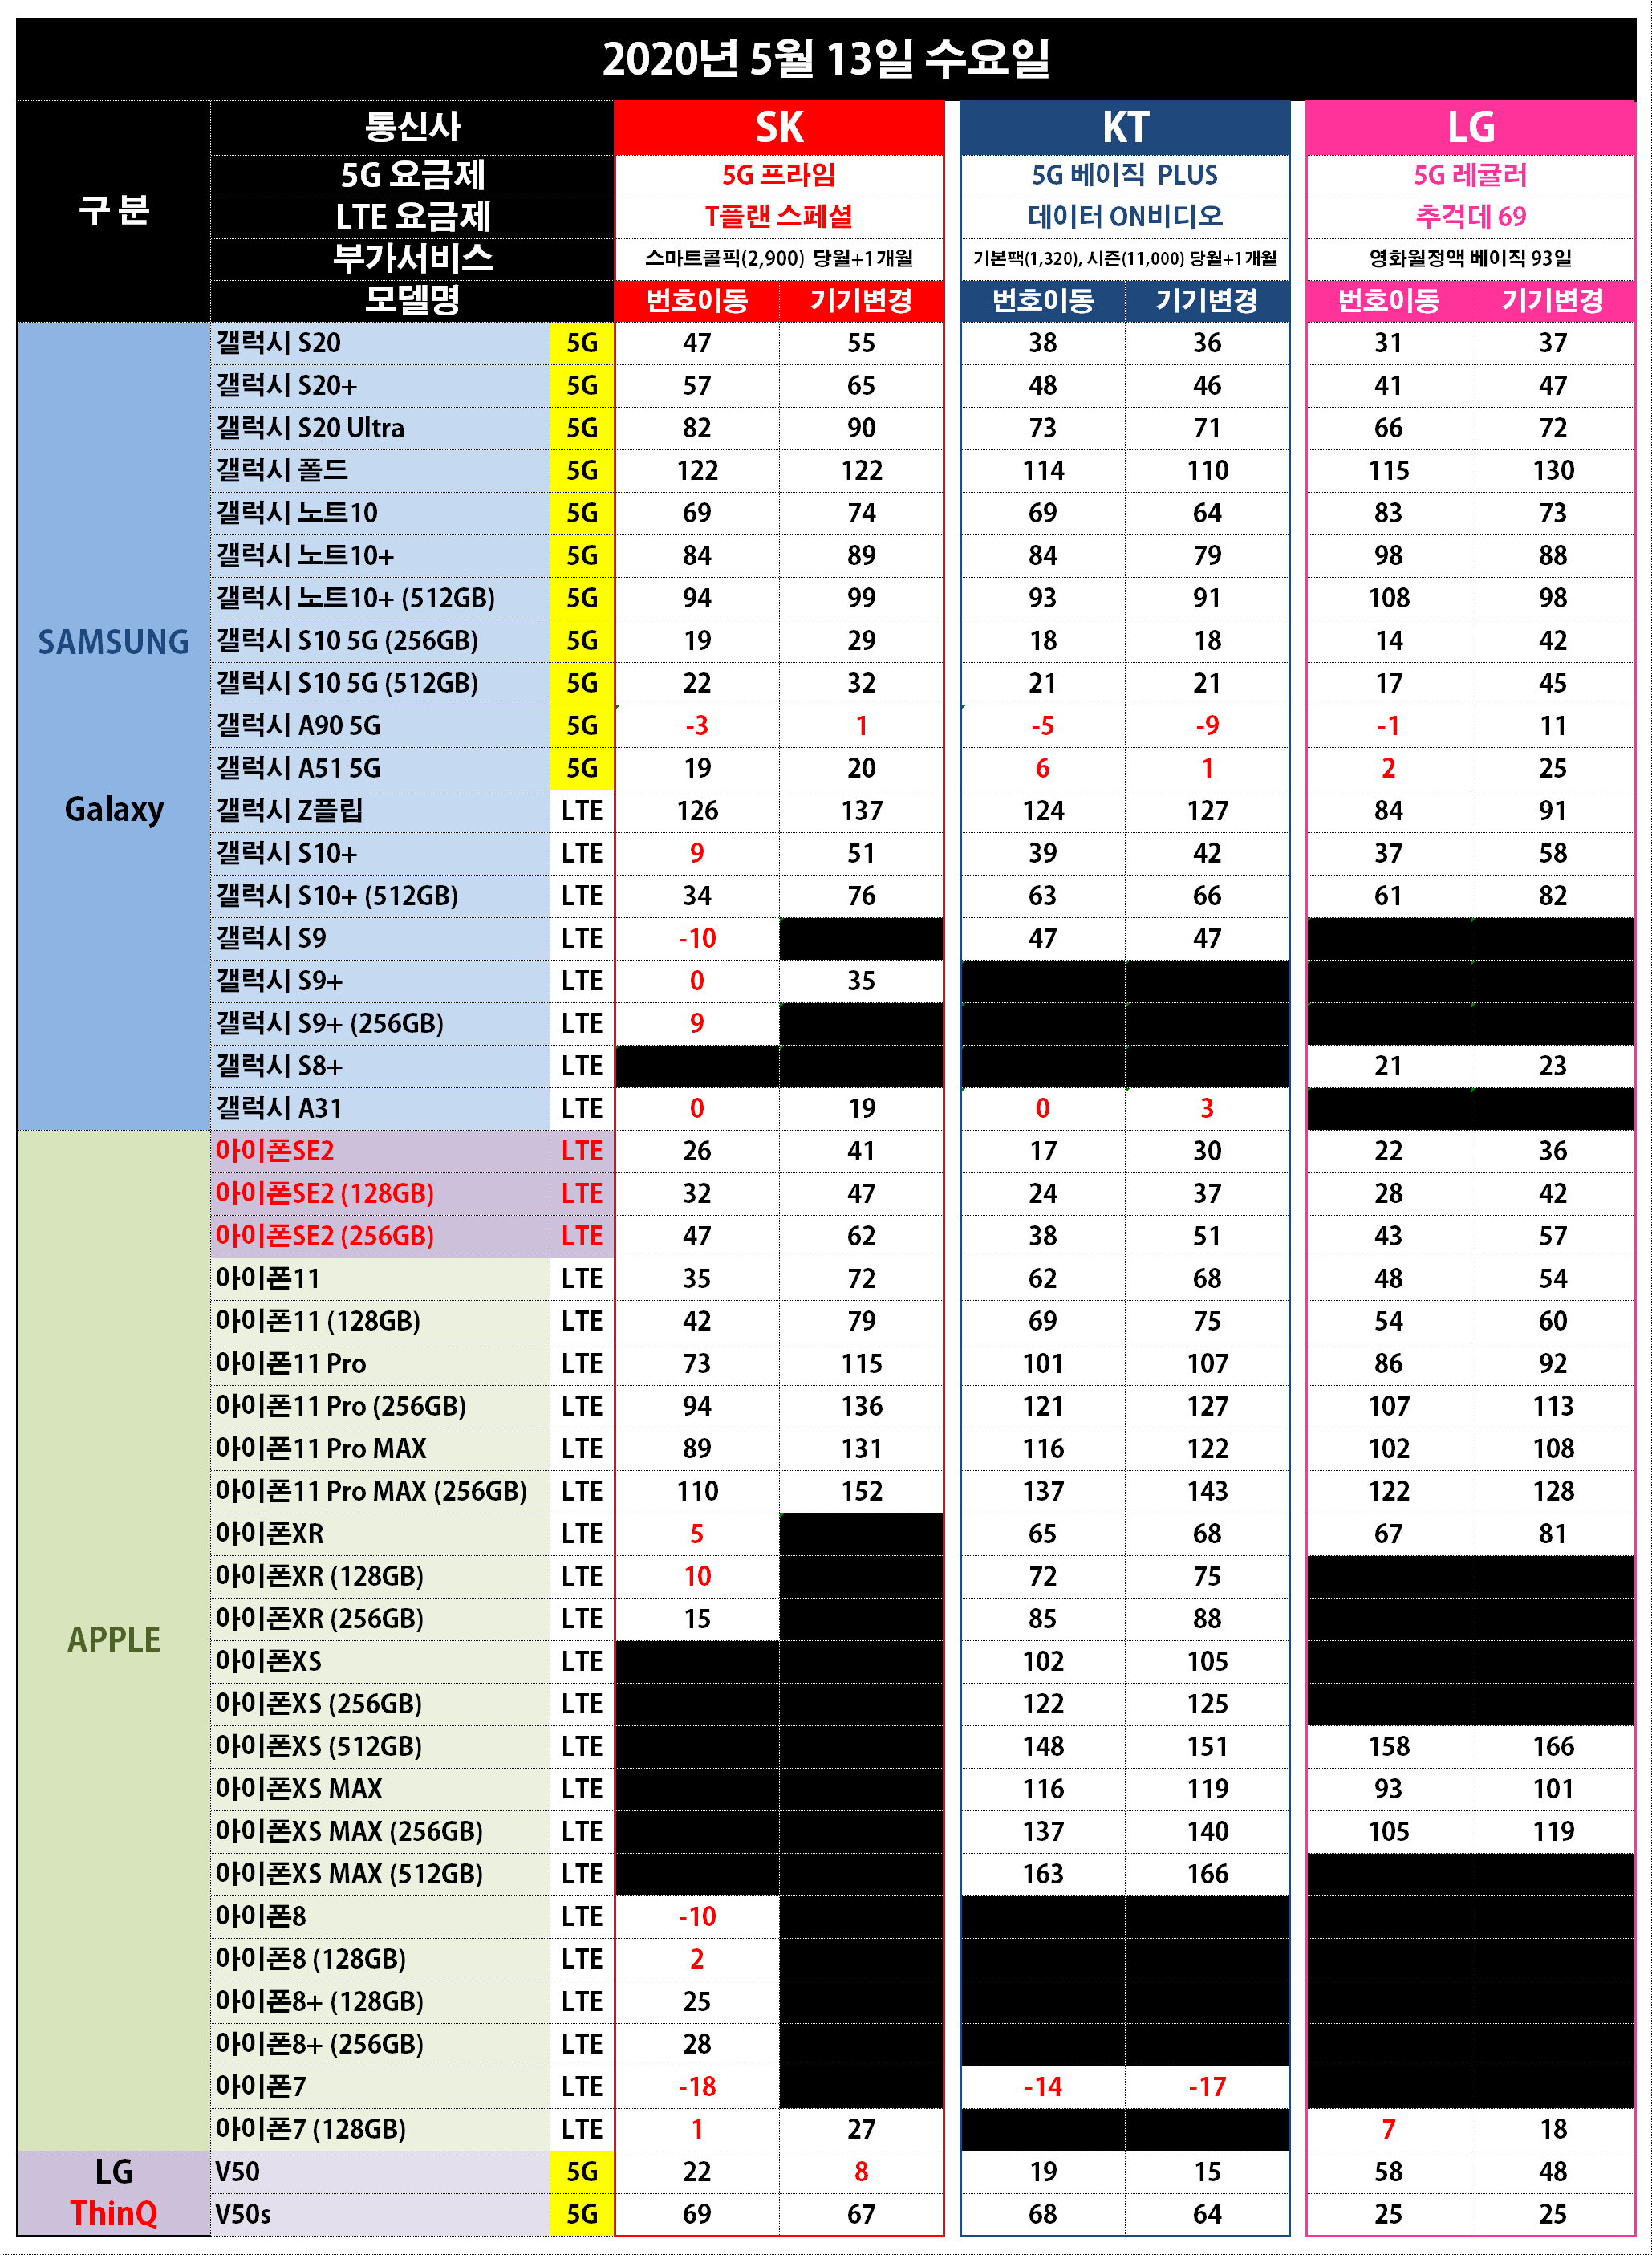 2020년 5월 13일 수요일
구 분 통신사 SK KT LG
5G 요금제 5G 프라임 5G 베이직 PLUS 5G 레귤러
LTE 요금제 T플랜 스페셜 데이터 ON비디오 추걱데 69
부가서비스 스마트콜픽(2,900) 당월+1개월 기본팩(1,320), 시즌(11,000) 당월+1개월 영화월정액 베이직 93일
모델명 번호이동 기기변경 번호이동 기기변경 번호이동 기기변경
SAMSUNG
Galaxy
갤럭시 S20 5G 47 55 38 36 31 37
갤럭시 S20+ 5G 57 65 48 46 41 47
갤럭시 S20 Ultra 5G 82 90 73 71 66 72
갤럭시 폴드 5G 122 122 114 110 115 130
갤럭시 노트10 5G 69 74 69 64 83 73
갤럭시 노트10+ 5G 84 89 84 79 98 88
갤럭시 노트10+ (512GB) 5G 94 99 93 91 108 98
갤럭시 S10 5G (256GB) 5G 19 29 18 18 14 42
갤럭시 S10 5G (512GB) 5G 22 32 21 21 17 45
갤럭시 A90 5G 5G -3 1 -5 -9 -1 11
갤럭시 A51 5G 5G 19 20 6 1 2 25
갤럭시 Z플립 LTE 126 137 124 127 84 91
갤럭시 S10+ LTE 9 51 39 42 37 58
갤럭시 S10+ (512GB) LTE 34 76 63 66 61 82
갤럭시 S9 LTE -10 47 47
갤럭시 S9+ LTE 0 35
갤럭시 S9+ (256GB) LTE 9
갤럭시 S8+ LTE 21 23
갤럭시 A31 LTE 0 19 0 3
APPLE
아이폰SE2 LTE 26 41 17 30 22 36
아이폰SE2 (128GB) LTE 32 47 24 37 28 42
아이폰SE2 (256GB) LTE 47 62 38 51 43 57
아이폰11 LTE 35 72 62 68 48 54
아이폰11 (128GB) LTE 42 79 69 75 54 60
아이폰11 Pro LTE 73 115 101 107 86 92
아이폰11 Pro (256GB) LTE 94 136 121 127 107 113
아이폰11 Pro MAX LTE 89 131 116 122 102 108
아이폰11 Pro MAX (256GB) LTE 110 152 137 143 122 128
아이폰XR LTE 5 65 68 67 81
아이폰XR (128GB) LTE 10 72 75
아이폰XR (256GB) LTE 15 85 88
아이폰XS LTE 102 105
아이폰XS (256GB) LTE 122 125
아이폰XS (512GB) LTE 148 151 158 166
아이폰XS MAX LTE 116 119 93 101
아이폰XS MAX (256GB) LTE 137 140 105 119
아이폰XS MAX (512GB) LTE 163 166
아이폰8 LTE -10
아이폰8 (128GB) LTE 2
아이폰8+ (128GB) LTE 25
아이폰8+ (256GB) LTE 28
아이폰7 LTE -18 -14 -17
아이폰7 (128GB) LTE 1 27 7 18
LG
ThinQ
V50 5G 22 8 19 15 58 48
V50s 5G 69 67 68 64 25 25